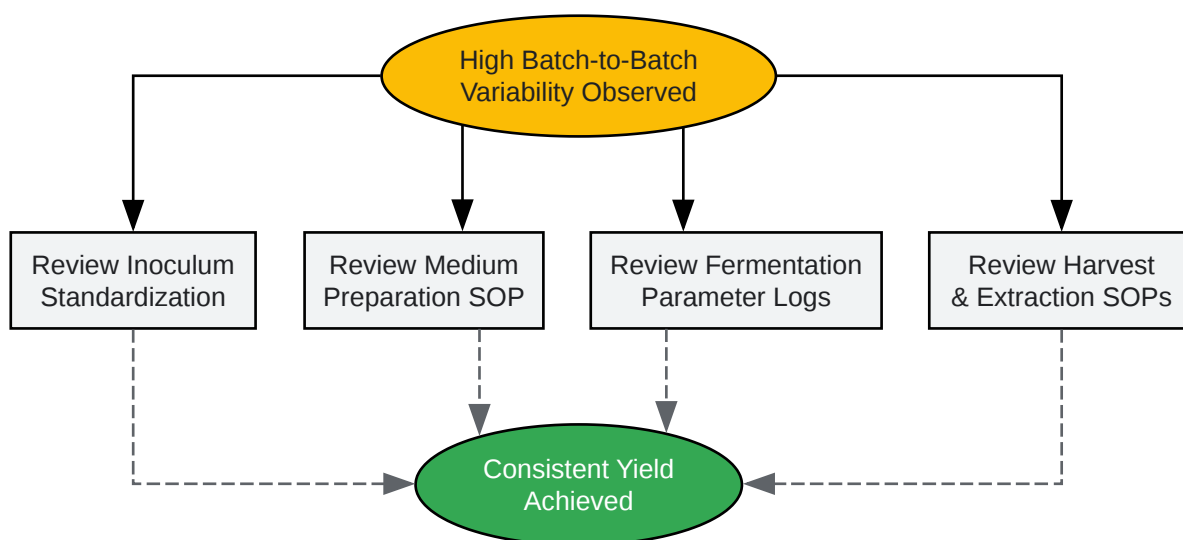 High Batch-to-Batch
Variability Observed
Review Inoculum
Standardization
Review Medium
Preparation SOP
Review Fermentation
Parameter Logs
Review Harvest
& Extraction SOPs
Consistent Yield
Achieved